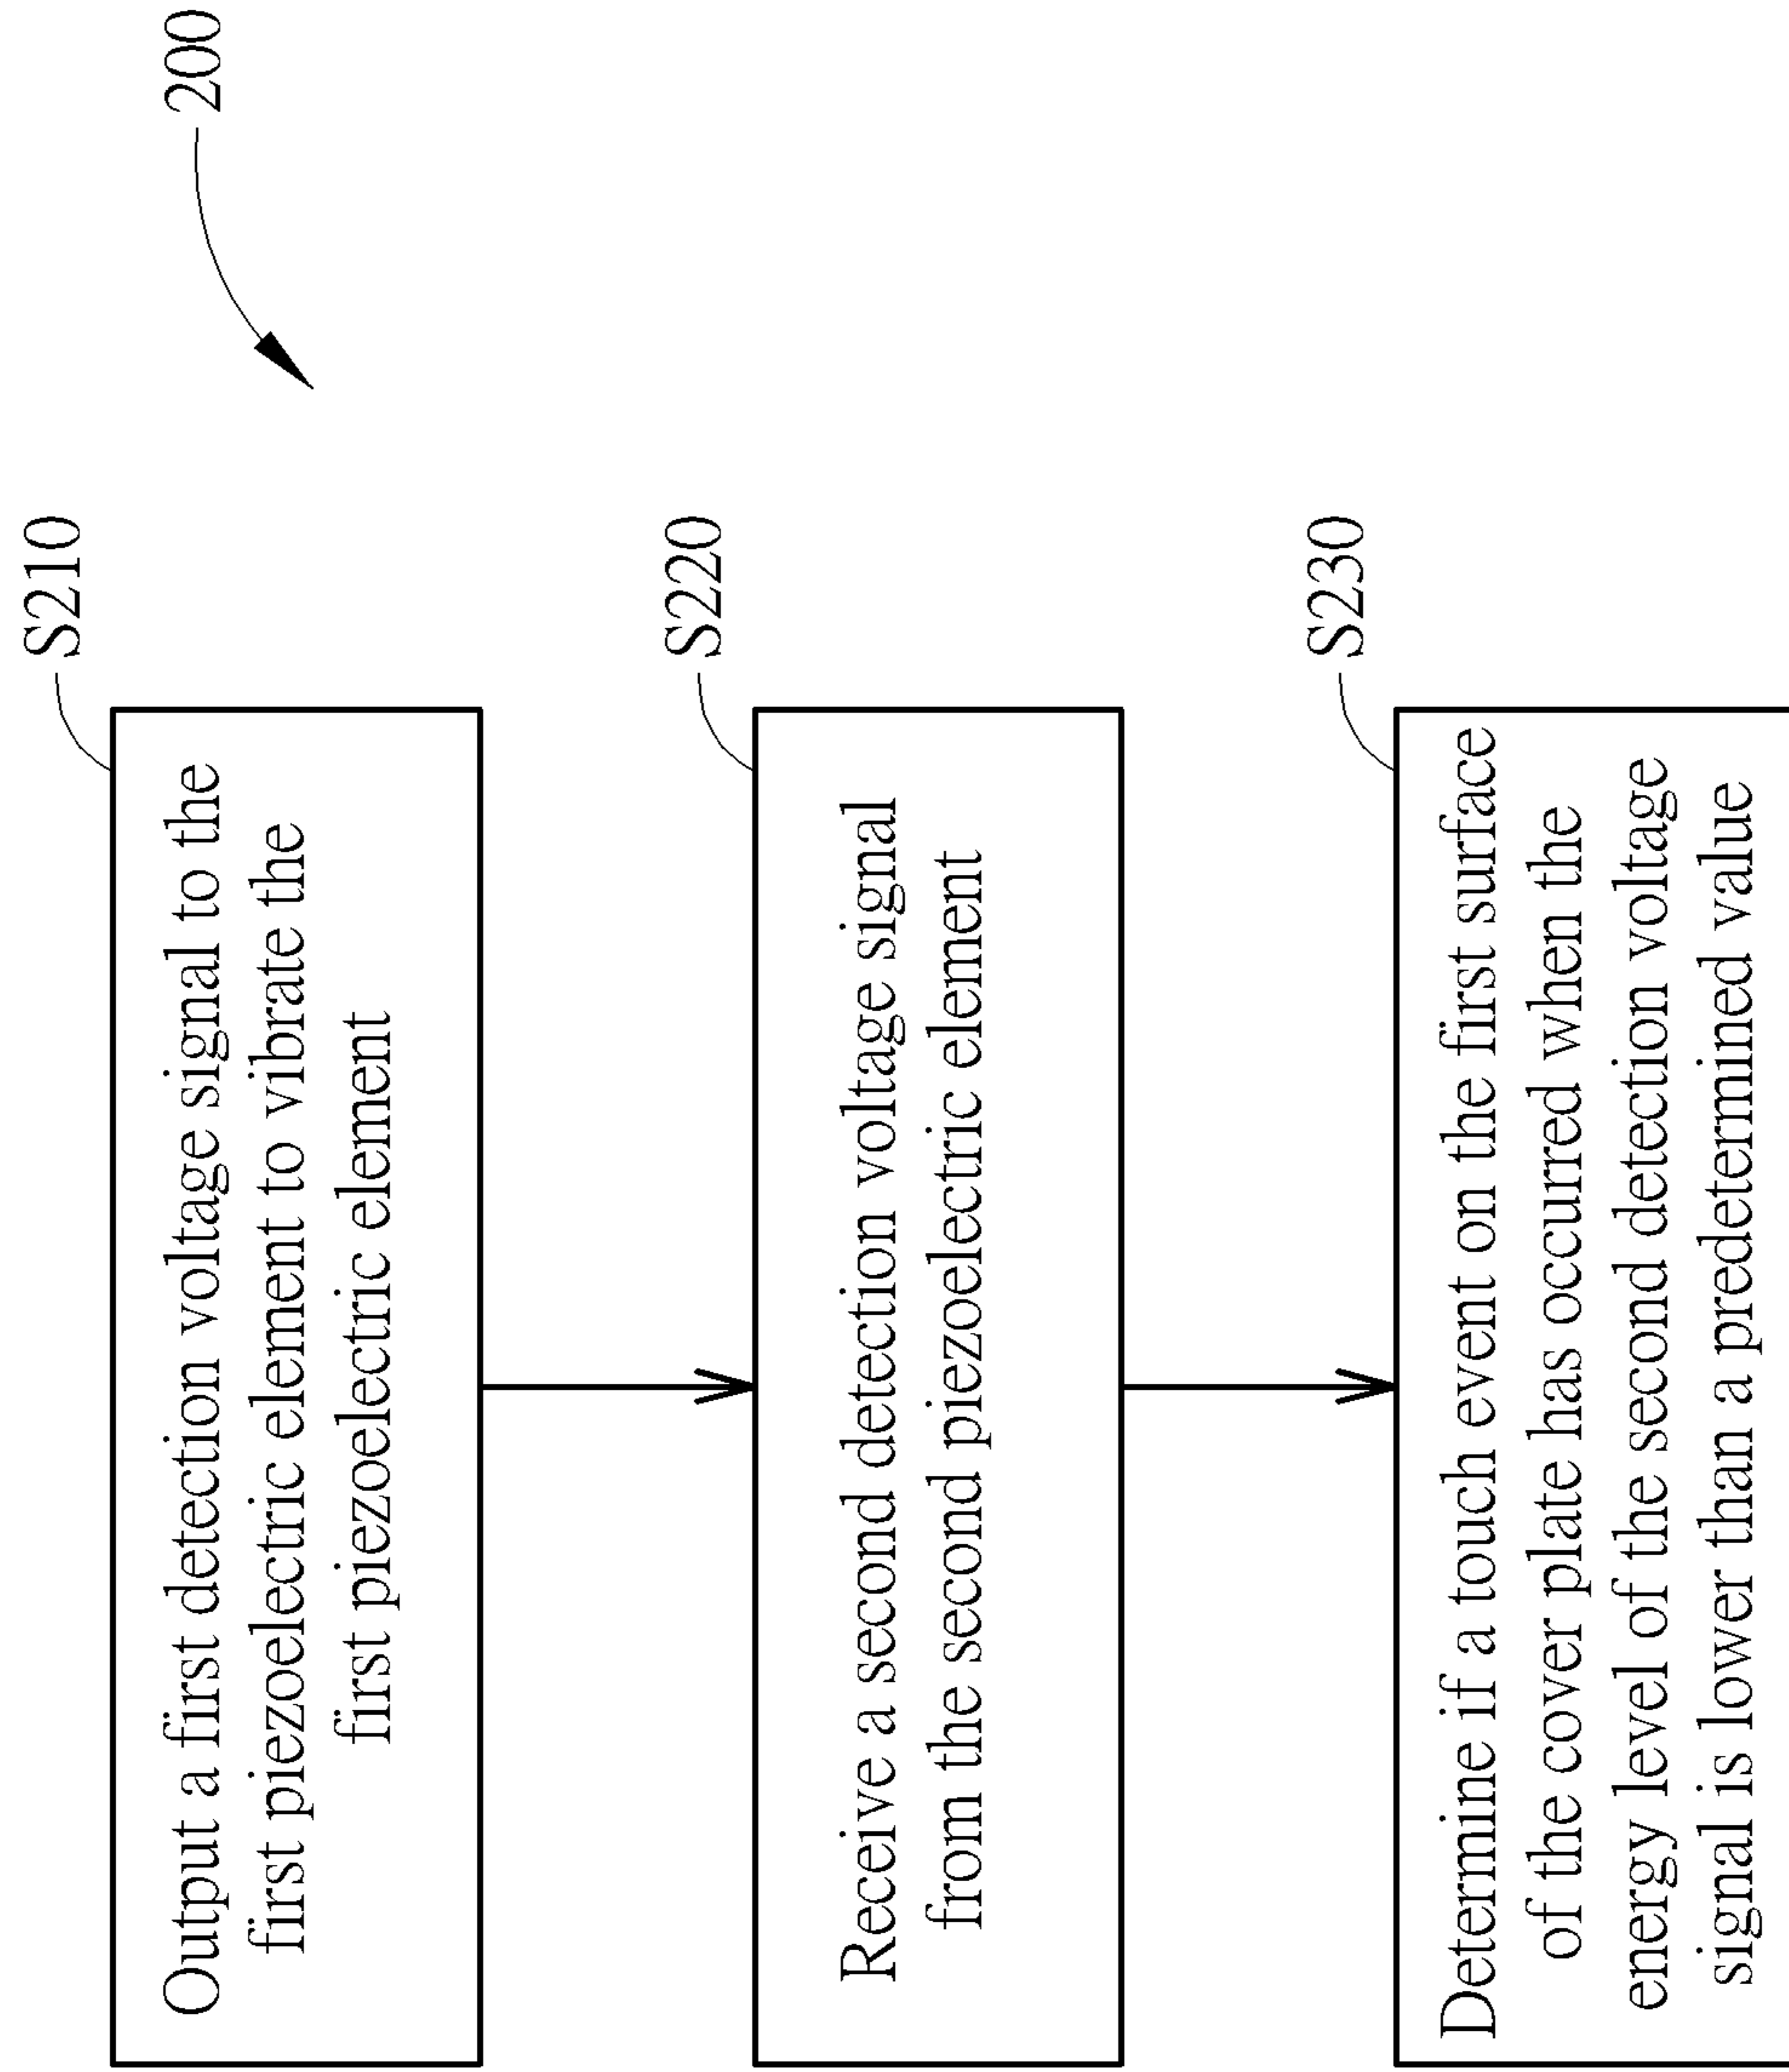 200
S210
Output a first detection voltage signal to the
first piezoelectric element to vibrate the
first piezoelectric element
S220
Receive a second detection voltage signal
from the second piezoelectric element
S230
Determine if a touch event on the first surface
of the cover plate has occurred when the
energy level of the second detection voltage
signal is lower than a predetermined value